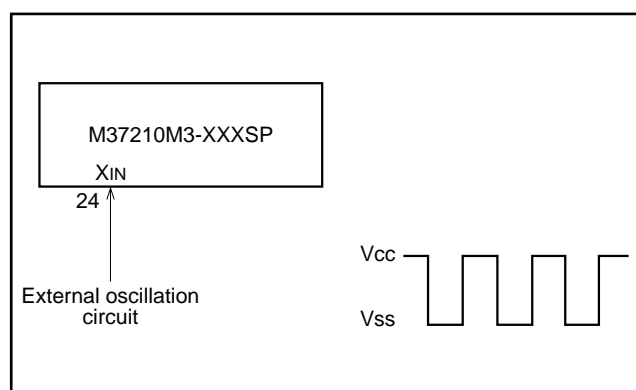 M37210M3-XXXSP
XIN
24
External oscillation
circuit
Vcc
Vss